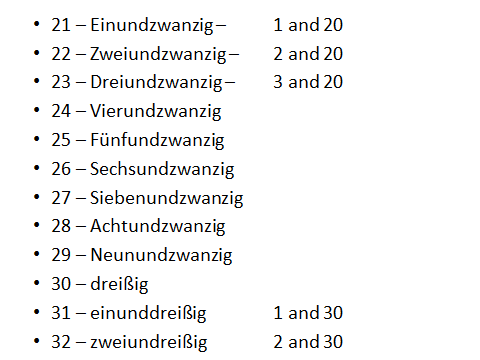 • 21 – Einundzwanzig – 1 and 20
• 22 – Zweiundzwanzig – 2 and 20
• 23 – Dreiundzwanzig – 3 and 20
• 24 – Vierundzwanzig
• 25 – Fünfundzwanzig
• 26 – Sechsundzwanzig
• 27 – Siebenundzwanzig
• 28 – Achtundzwanzig
• 29 – Neunundzwanzig
• 30 – dreißig
• 31 – einunddreißig 1 and 30
• 32 – zweiundreißig 2 and 30